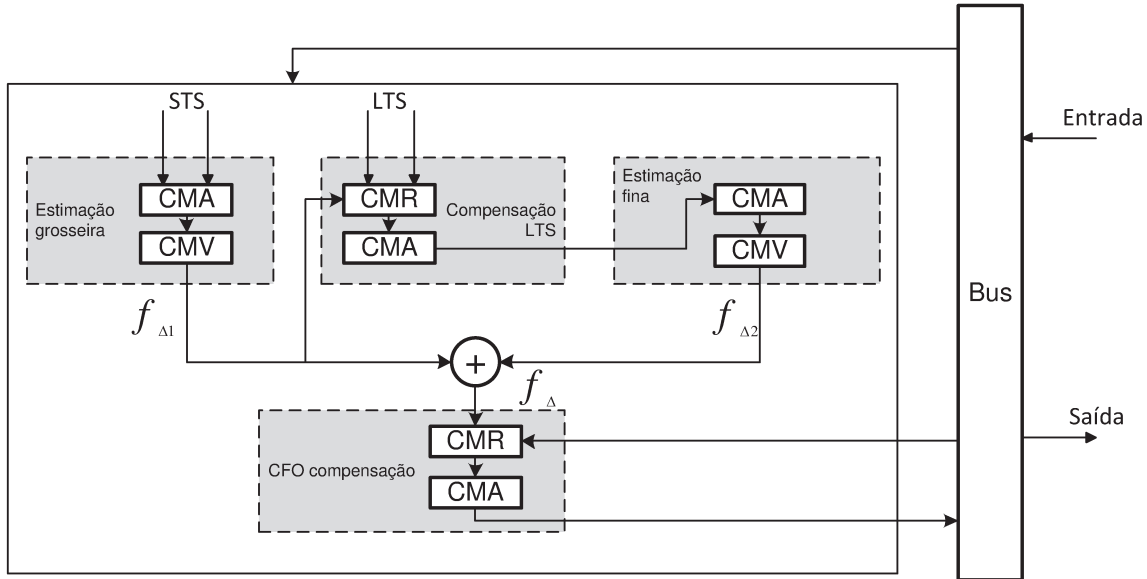 STS
LTS
Entrada
Estimação
grosseira
CMA
CMV
CMR
CMA
Compensação
LTS
Estimação
fina
CMA
CMV
Bus
f Δ1
f Δ2
+
f Δ
Saída
CFO compensação
CMR
CMA